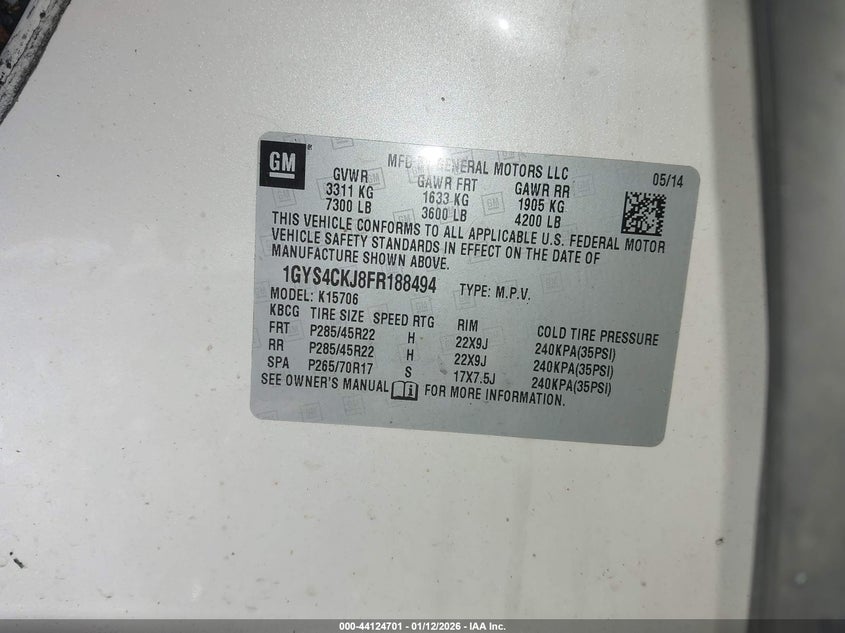 GM
MFD BY GENERAL MOTORS LLC
05/14
GVWR GAWR FRT GAWR RR
3311 KG 1633 KG 1905 KG
7300 LB 3600 LB 4200 LB
THIS VEHICLE CONFORMS TO ALL APPLICABLE U.S. FEDERAL MOTOR
VEHICLE SAFETY STANDARDS IN EFFECT ON THE DATE OF
MANUFACTURE SHOWN ABOVE.
1GYS4CKJ8FR188494 TYPE: M.P.V.
MODEL: K15706
KBCG TIRE SIZE SPEED RTG RIM COLD TIRE PRESSURE
FRT P285/45R22 H 22X9J 240KPA(35PSI)
RR P285/45R22 H 22X9J 240KPA(35PSI)
SPA P265/70R17 S 17X7.5J 240KPA(35PSI)
SEE OWNER'S MANUAL FOR MORE INFORMATION.
000-44124701 - 01/12/2026 - IAA Inc.